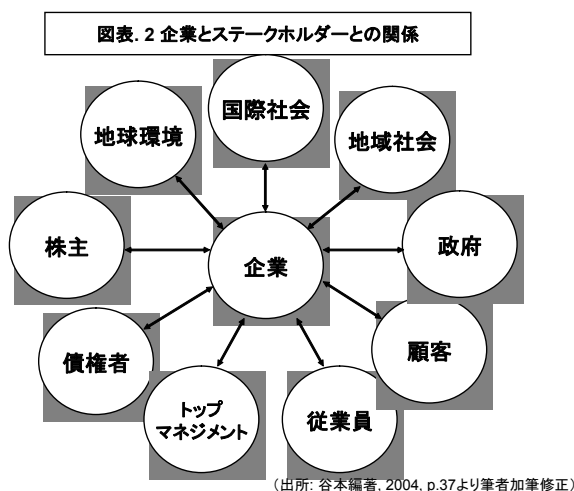 図表. 2 企業とステークホルダーとの関係
国際社会
地球環境
地域社会
株主
企業
政府
債権者
顧客
トップ
マネジメント
従業員
(出所: 谷本編著, 2004, p.37より筆者加筆修正)